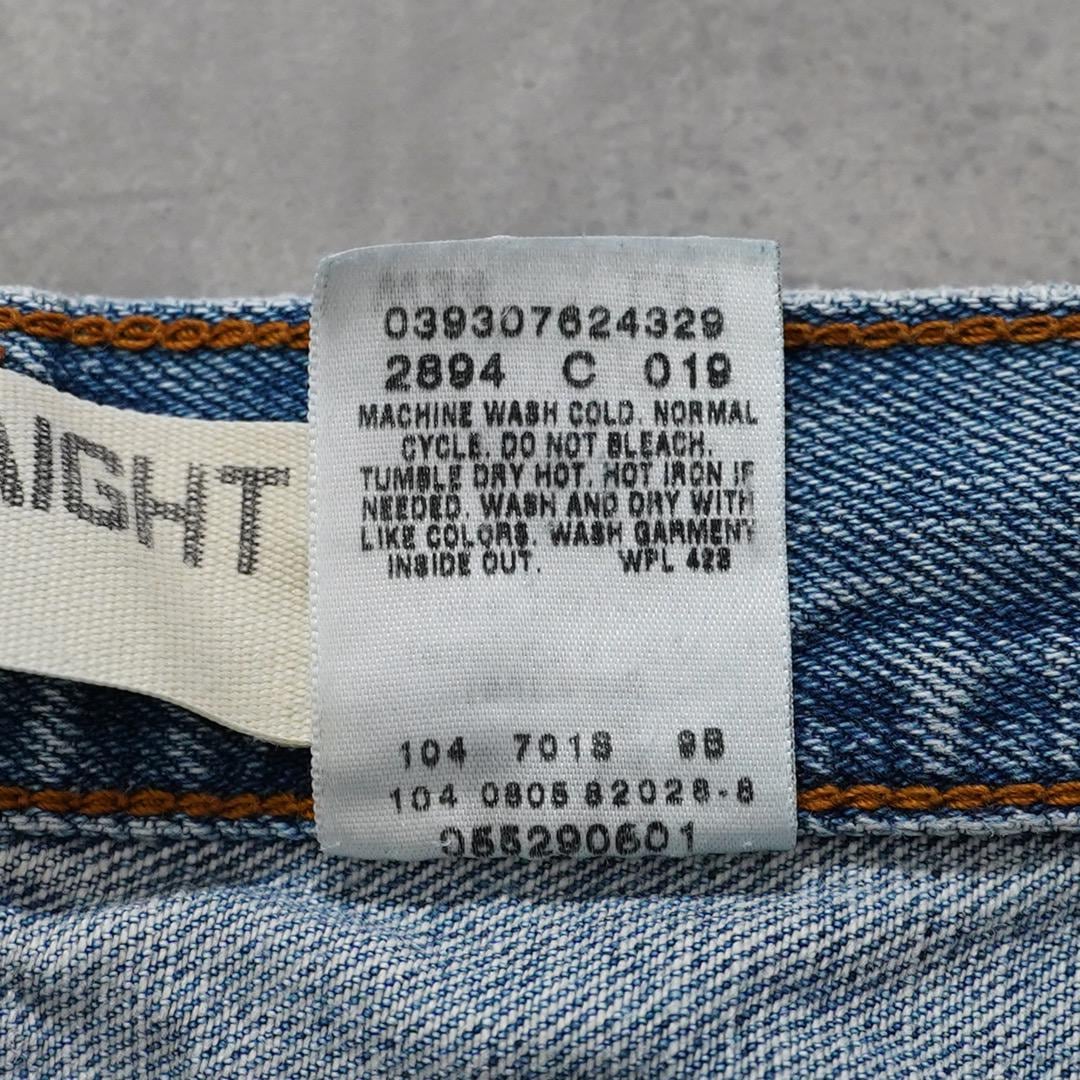 AIGHT
039307624329
2894 C 019
MACHINE WASH COLD. NORMAL
CYCLE. DO NOT BLEACH.
TUMBLE DRY HOT. HOT IRON IF
NEEDED. WASH AND DRY WITH
LIKE COLORS. WASH GARMENT
INSIDE OUT. WPL 423
104 7018 9B
104 0805 82028-8
055290501